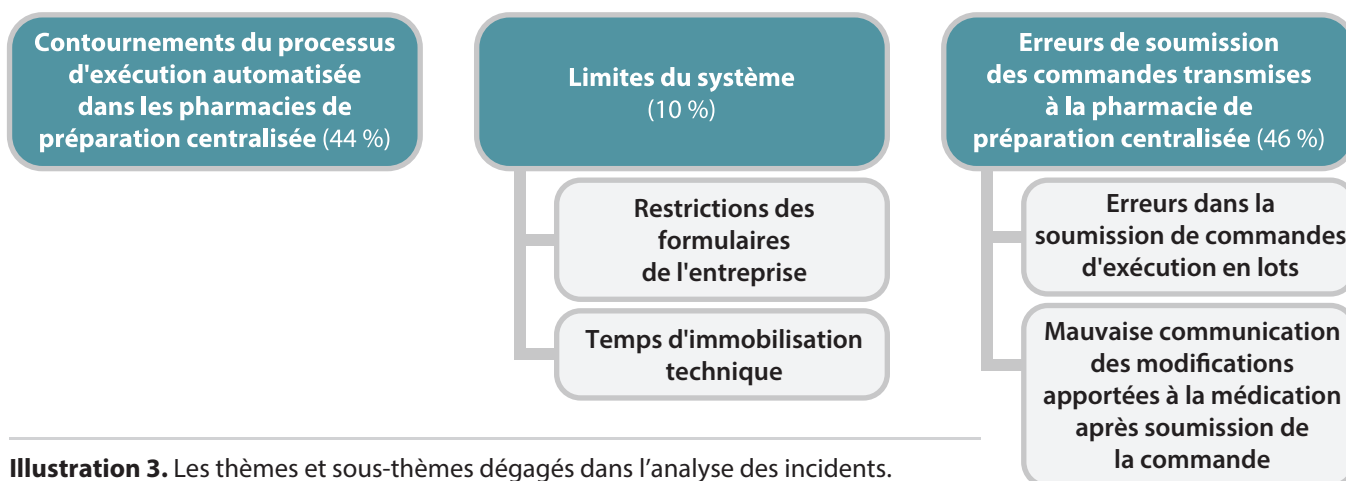 Contournements du processus
d'exécution automatisée
dans les pharmacies de
préparation centralisée (44 %)
Limites du système
(10 %)
Restrictions des
formulaires
de l'entreprise
Temps d'immobilisation
technique
Erreurs de soumission
des commandes transmises
à la pharmacie de
préparation centralisée (46 %)
Erreurs dans la
soumission de commandes
d'exécution en lots
Mauvaise communication
des modifications
apportées à la médication
après soumission de
la commande
Illustration 3. Les thèmes et sous-thèmes dégagés dans l’analyse des incidents.